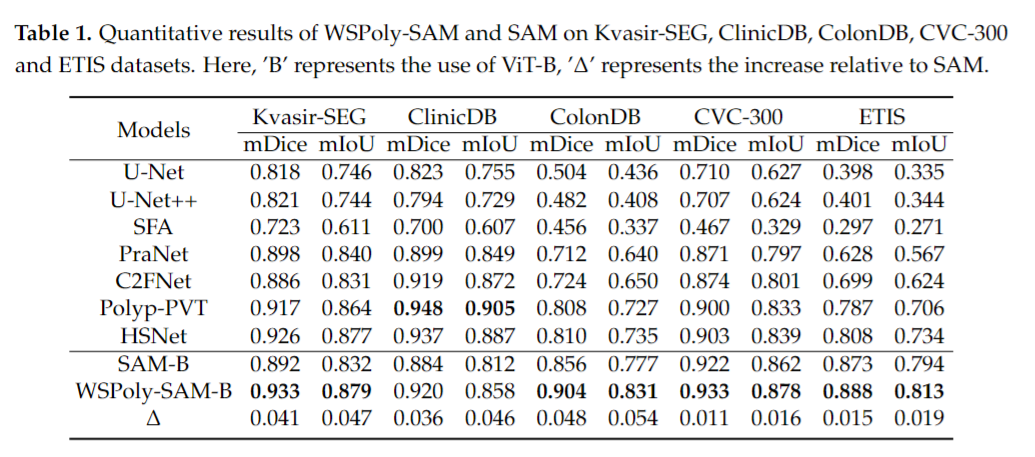 Table 1. Quantitative results of WSPoly-SAM and SAM on Kvasir-SEG, ClinicDB, ColonDB, CVC-300
and ETIS datasets. Here, ’B’ represents the use of ViT-B, ’Δ’ represents the increase relative to SAM.
Models Kvasir-SEG ClinicDB ColonDB CVC-300 ETIS
mDice mIoU mDice mIoU mDice mIoU mDice mIoU mDice mIoU
U-Net 0.818 0.746 0.823 0.755 0.504 0.436 0.710 0.627 0.398 0.335
U-Net++ 0.821 0.744 0.794 0.729 0.482 0.408 0.707 0.624 0.401 0.344
SFA 0.723 0.611 0.700 0.607 0.456 0.337 0.467 0.329 0.297 0.271
PraNet 0.898 0.840 0.899 0.849 0.712 0.640 0.871 0.797 0.628 0.567
C2FNet 0.886 0.831 0.919 0.872 0.724 0.650 0.874 0.801 0.699 0.624
Polyp-PVT 0.917 0.864 0.948 0.905 0.808 0.727 0.900 0.833 0.787 0.706
HSNet 0.926 0.877 0.937 0.887 0.810 0.735 0.903 0.839 0.808 0.734
SAM-B 0.892 0.832 0.884 0.812 0.856 0.777 0.922 0.862 0.873 0.794
WSPoly-SAM-B 0.933 0.879 0.920 0.858 0.904 0.831 0.933 0.878 0.888 0.813
Δ 0.041 0.047 0.036 0.046 0.048 0.054 0.011 0.016 0.015 0.019